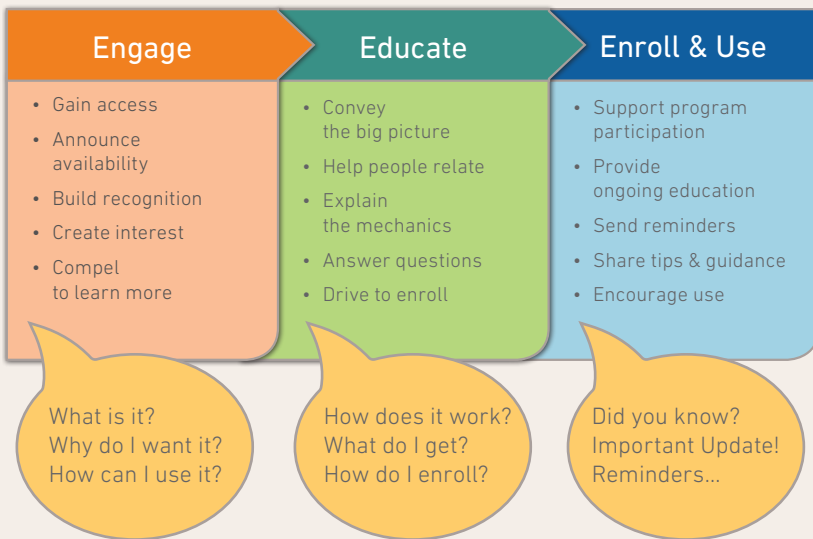 Engage
• Gain access
• Announce
availability
• Build recognition
• Create interest
• Compel
to learn more
What is it?
Why do I want it?
How can I use it?
Educate
• Convey
the big picture
• Help people relate
• Explain
the mechanics
• Answer questions
• Drive to enroll
How does it work?
What do I get?
How do I enroll?
Enroll & Use
• Support program
participation
• Provide
ongoing education
• Send reminders
• Share tips & guidance
• Encourage use
Did you know?
Important Update!
Reminders...